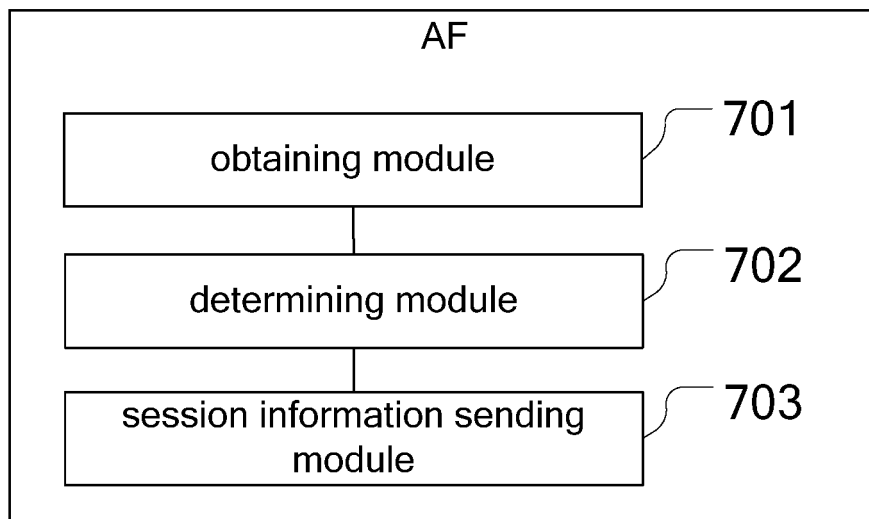 AF
obtaining module
701
determining module
702
session information sending
module
703